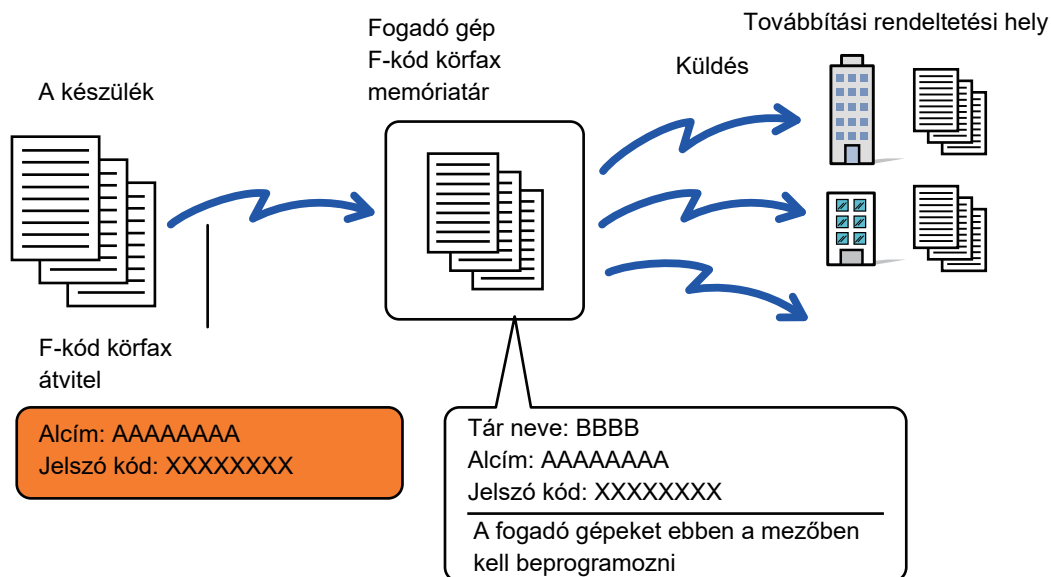 A készülék
Fogadó gép
F-kód körfax
memóriatár
Küldés
Továbbítási rendeltetési hely
F-kód körfax
átvitel
Alcím: AAAAAAAA
Jelszó kód: XXXXXXXX
Tár neve: BBBB
Alcím: AAAAAAAA
Jelszó kód: XXXXXXXX
A fogadó gépeket ebben a mezőben
kell beprogramozni